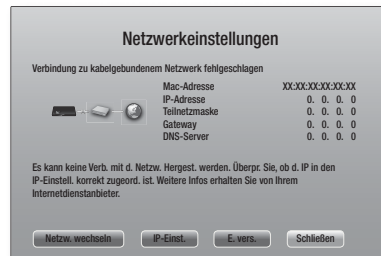 Netzwerkeinstellungen
Verbindung zu kabelgebundenem Netzwerk fehlgeschlagen
Mac-Adresse XX:XX:XX:XX:XX:XX
IP-Adresse 0. 0. 0. 0
Teilnetzmaske 0. 0. 0. 0
Gateway 0. 0. 0. 0
DNS-Server 0. 0. 0. 0
Es kann keine Verb. mit d. Netzw. Hergest. werden. Überpr. Sie, ob d. IP in den
IP-Einstell. korrekt zugeord. ist. Weitere Infos erhalten Sie von Ihrem
Internetdienstanbieter.
Netzw. wechseln IP-Einst. E. vers. Schließen